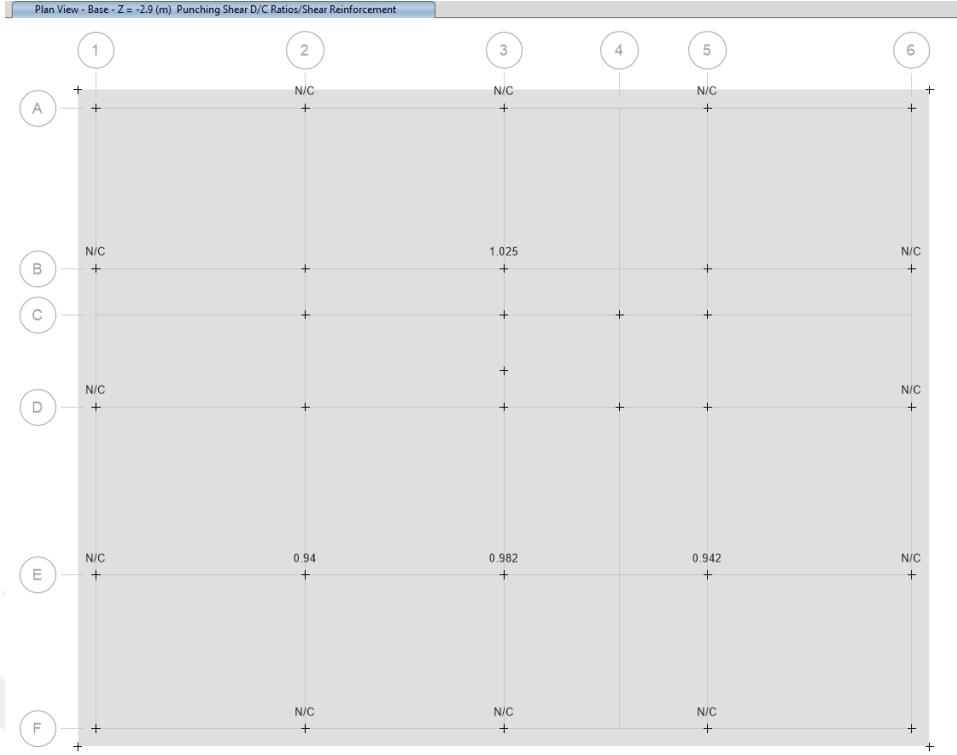 Plan View - Base - Z = -2.9 (m)  Punching Shear D/C Ratios/Shear Reinforcement
1 2 3 4 5 6
N/C N/C N/C
A
N/C 1.025 N/C
B
C
N/C N/C
D
N/C 0.94 0.982 0.942 N/C
E
N/C N/C N/C
F